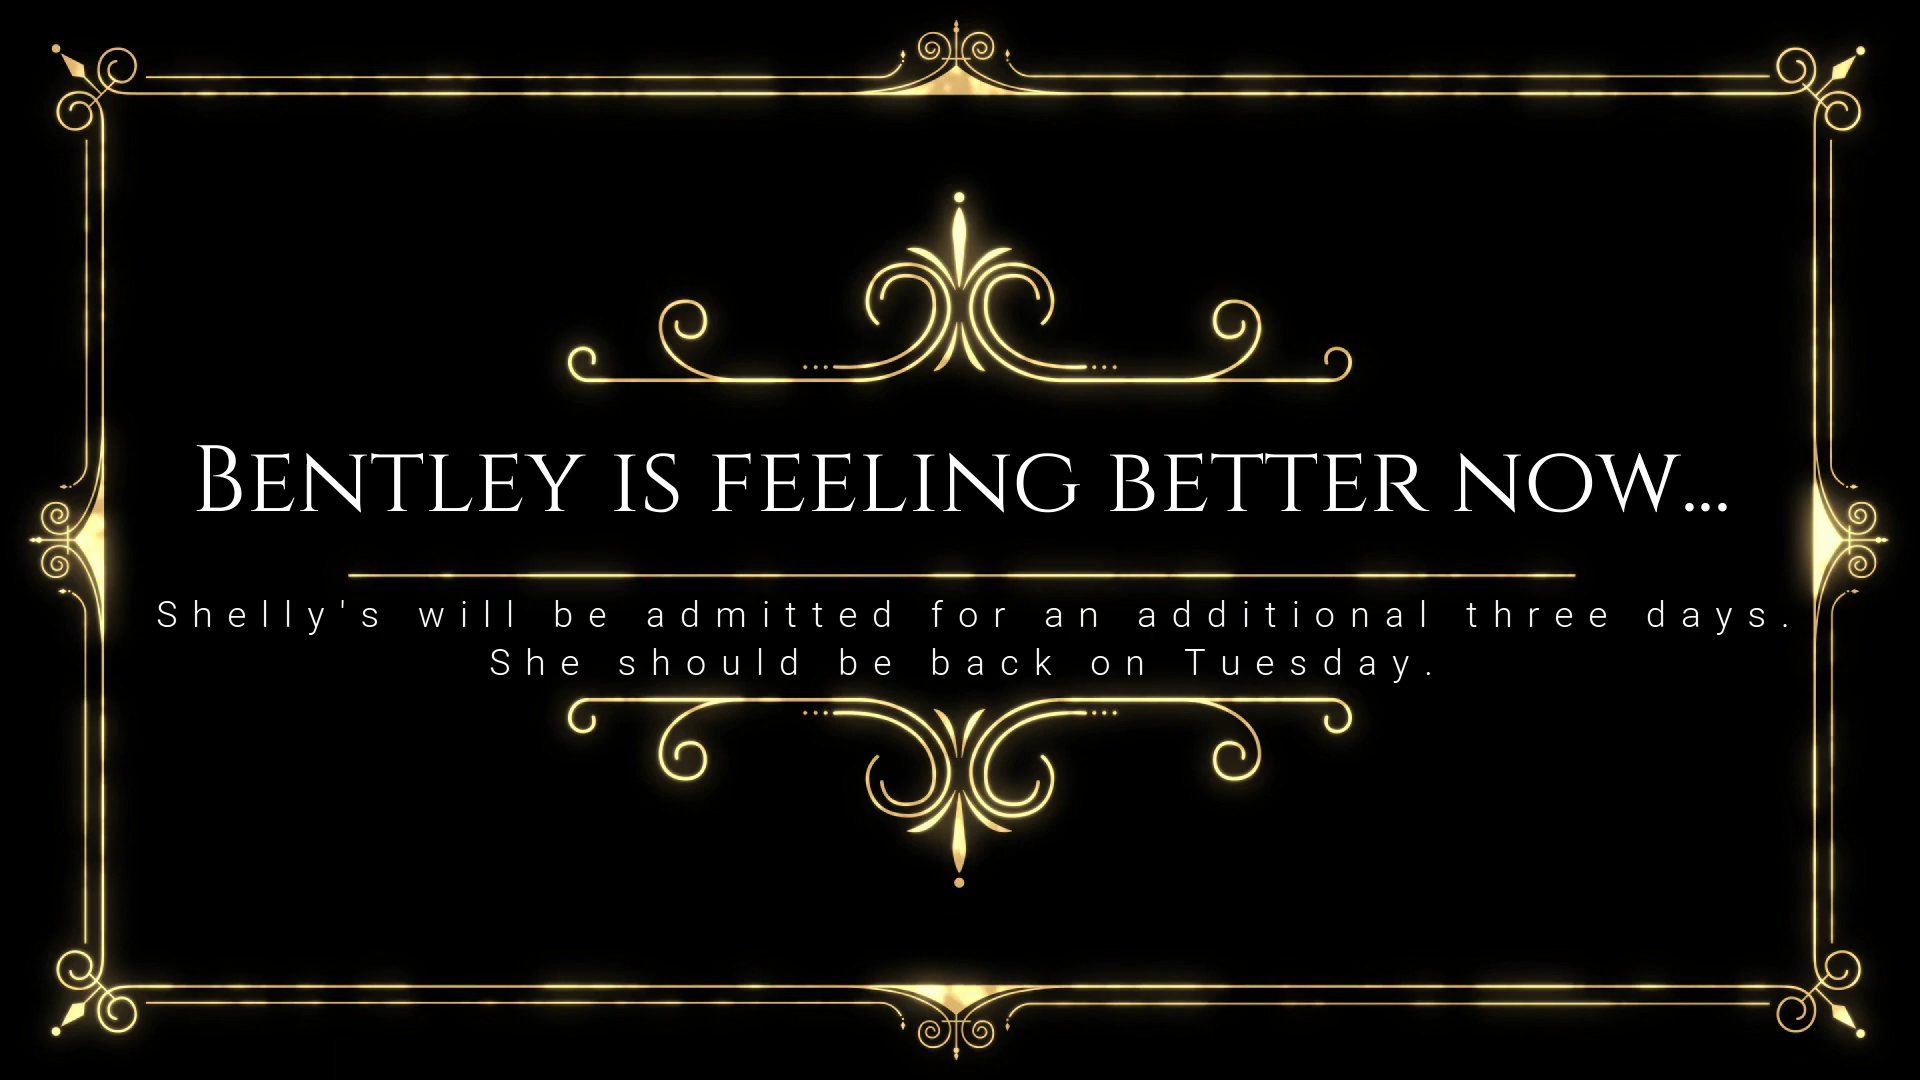 Bentley is feeling better now...
Shelly's will be admitted for an additional three days.
She should be back on Tuesday.